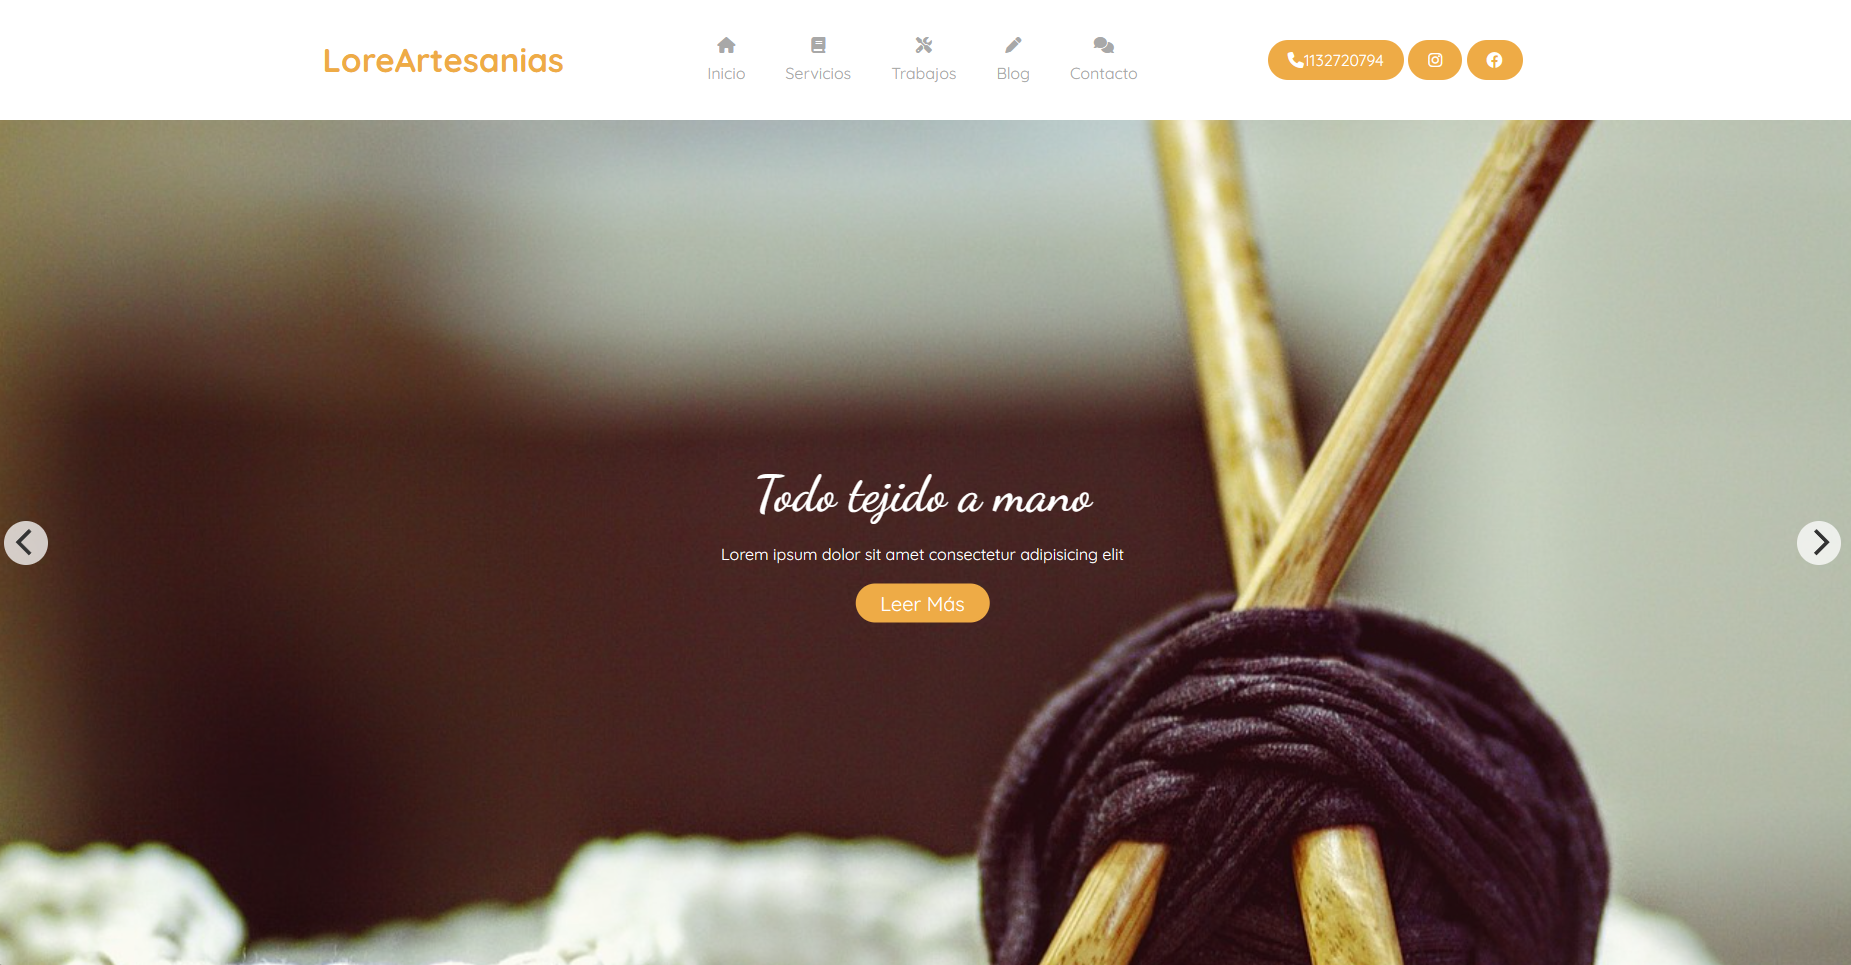 LoreArtesanias
Inicio
Servicios
Trabajos
Blog
Contacto
1132720794
Todo tejido a mano
Lorem ipsum dolor sit amet consectetur adipisicing elit
Leer Más